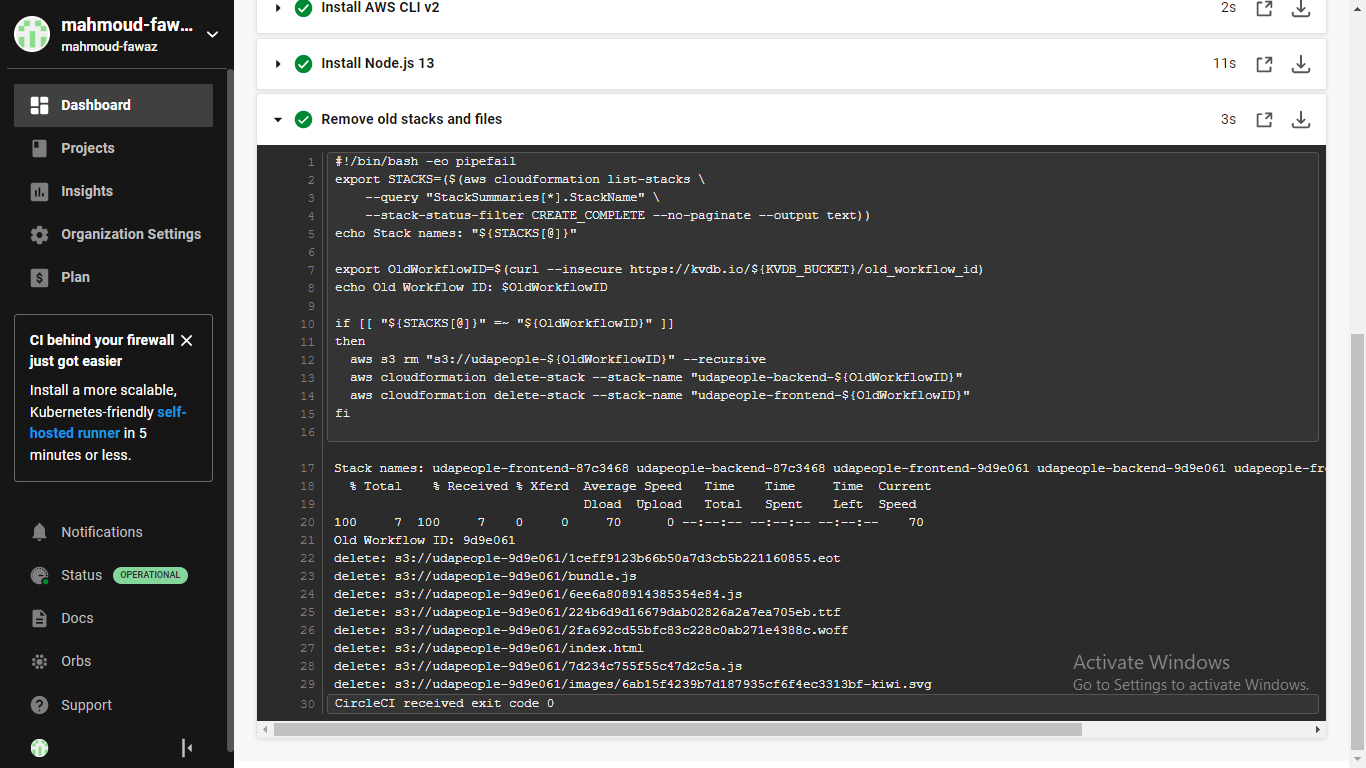 mahmoud-faw...
mahmoud-fawaz
Dashboard
Projects
Insights
Organization Settings
Plan
CI behind your firewall
just got easier
Install a more scalable,
Kubernetes-friendly self-
hosted runner in 5
minutes or less.
Notifications
Status OPERATIONAL
Docs
Orbs
Support
Install AWS CLI v2 2s
Install Node.js 13 11s
Remove old stacks and files 3s
1 #!/bin/bash -eo pipefail
2 export STACKS=($(aws cloudformation list-stacks \
3     --query "StackSummaries[*].StackName" \
4     --stack-status-filter CREATE_COMPLETE --no-paginate --output text))
5 echo Stack names: "${STACKS[@]}"
6
7 export OldWorkflowID=$(curl --insecure https://kvdb.io/${KVDB_BUCKET}/old_workflow_id)
8 echo Old Workflow ID: $OldWorkflowID
9
10 if [[ "${STACKS[@]}" =~ "${OldWorkflowID}" ]]
11 then
12   aws s3 rm "s3://udapeople-${OldWorkflowID}" --recursive
13   aws cloudformation delete-stack --stack-name "udapeople-backend-${OldWorkflowID}"
14   aws cloudformation delete-stack --stack-name "udapeople-frontend-${OldWorkflowID}"
15 fi
16
17 Stack names: udapeople-frontend-87c3468 udapeople-backend-87c3468 udapeople-frontend-9d9e061 udapeople-backend-9d9e061 udapeople-fr
18   % Total    % Received % Xferd  Average Speed   Time    Time     Time  Current
19                                  Dload  Upload   Total   Spent    Left  Speed
20 100     7  100     7    0     0     70      0 --:--:-- --:--:-- --:--:--    70
21 Old Workflow ID: 9d9e061
22 delete: s3://udapeople-9d9e061/1ceff9123b66b50a7d3cb5b221160855.eot
23 delete: s3://udapeople-9d9e061/bundle.js
24 delete: s3://udapeople-9d9e061/6ee6a808914385354e84.js
25 delete: s3://udapeople-9d9e061/224b6d9d16679dab02826a2a7ea705eb.ttf
26 delete: s3://udapeople-9d9e061/2fa692cd55bfc83c228c0ab271e4388c.woff
27 delete: s3://udapeople-9d9e061/index.html
28 delete: s3://udapeople-9d9e061/7d234c755f55c47d2c5a.js
29 delete: s3://udapeople-9d9e061/images/6ab15f4239b7d187935cf6f4ec3313bf-kiwi.svg
30 CircleCI received exit code 0
Activate Windows
Go to Settings to activate Windows.